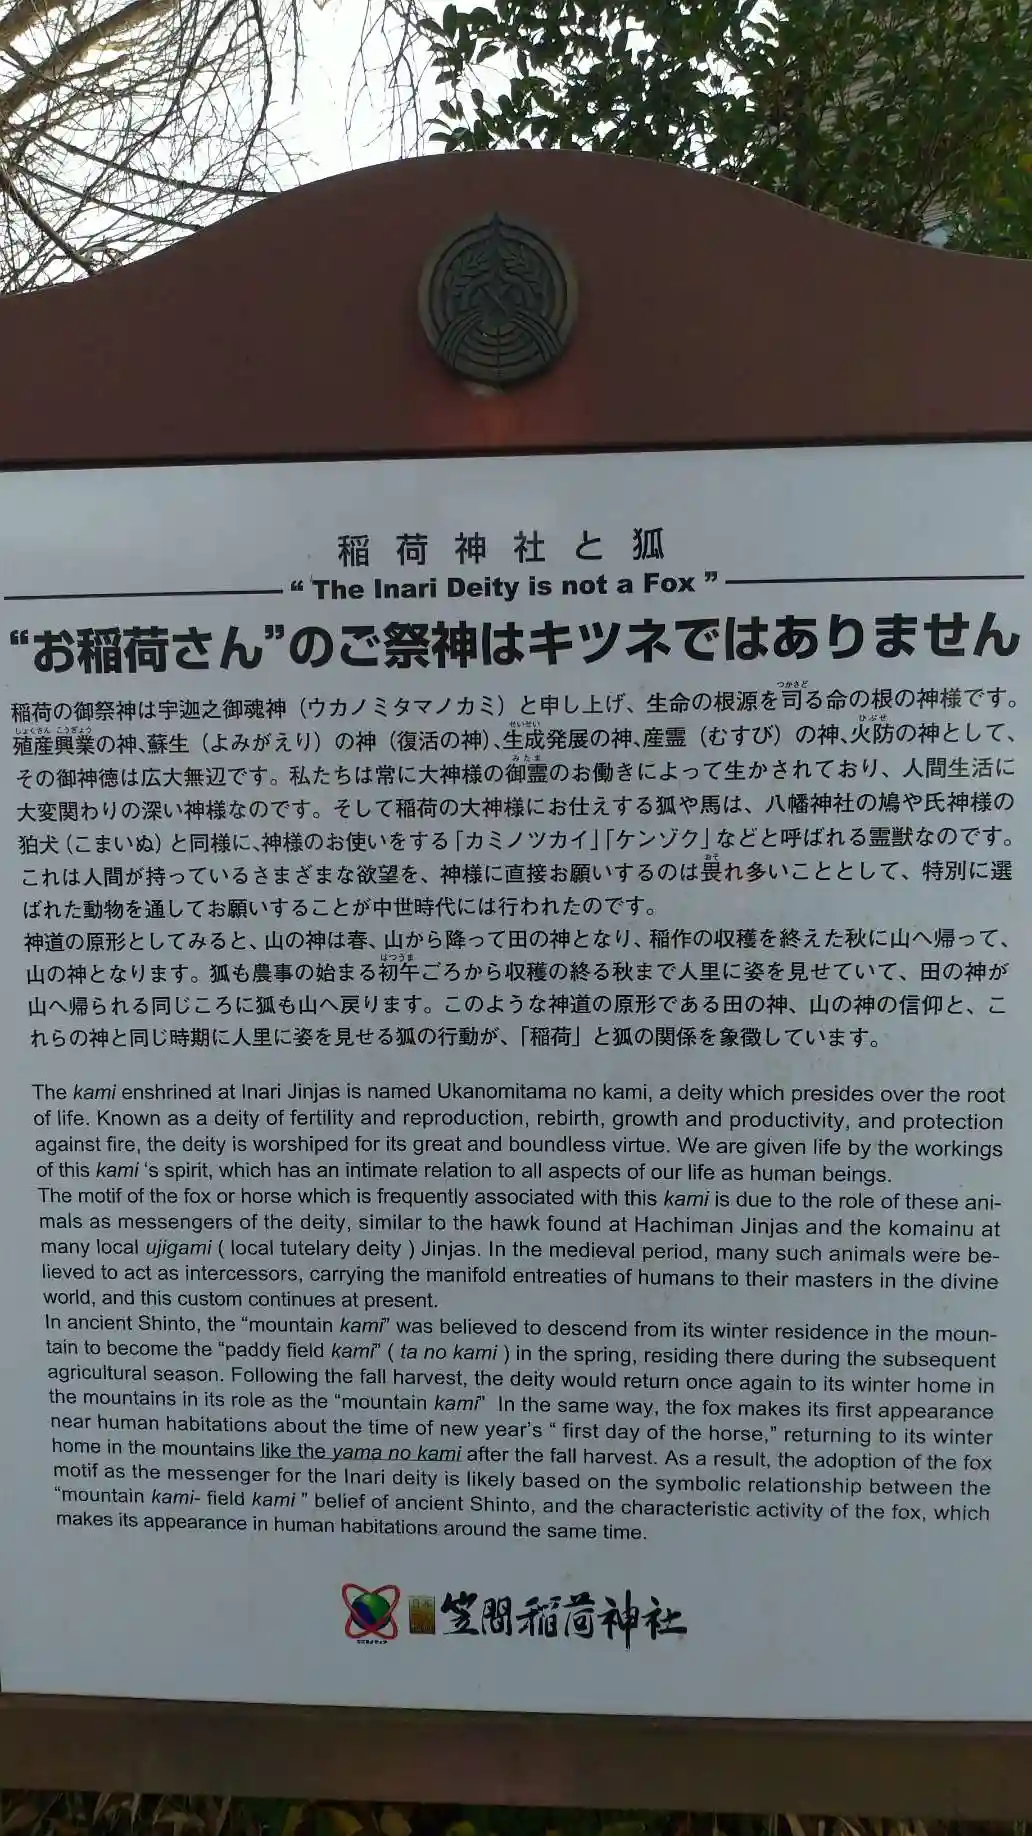 稲荷神社と狐
“The Inari Deity is not a Fox”
“お稲荷さん”のご祭神はキツネではありません
稲荷の御祭神は宇迦之御魂神（ウカノミタマノカミ）と申し上げ、生命の根源を司る命の根の神様です。
殖産興業の神、蘇生（よみがえり）の神（復活の神）、生成発展の神、産霊（むすび）の神、火防の神として、
その御神徳は広大無辺です。私たちは常に大神様の御霊のお働きによって生かされており、人間生活に
大変関わりの深い神様なのです。そして稲荷の大神様にお仕えする狐や馬は、八幡神社の鳩や氏神様の
狛犬（こまいぬ）と同様に、神様のお使いをする「カミノツカイ」「ケンゾク」などと呼ばれる霊獣なのです。
これは人間が持っているさまざまな欲望を、神様に直接お願いするのは畏れ多いこととして、特別に選
ばれた動物を通してお願いすることが中世時代には行われたのです。
神道の原形としてみると、山の神は春、山から降って田の神となり、稲作の収穫を終えた秋に山へ帰って、
山の神となります。狐も農事の始まる初午ごろから収穫の終る秋まで人里に姿を見せていて、田の神が
山へ帰られる同じころに狐も山へ戻ります。このような神道の原形である田の神、山の神の信仰と、こ
れらの神と同じ時期に人里に姿を見せる狐の行動が、「稲荷」と狐の関係を象徴しています。
The kami enshrined at Inari Jinjas is named Ukanomitama no kami, a deity which presides over the root
of life. Known as a deity of fertility and reproduction, rebirth, growth and productivity, and protection
against fire, the deity is worshiped for its great and boundless virtue. We are given life by the workings
of this kami ‘s spirit, which has an intimate relation to all aspects of our life as human beings.
The motif of the fox or horse which is frequently associated with this kami is due to the role of these ani-
mals as messengers of the deity, similar to the hawk found at Hachiman Jinjas and the komainu at
many local ujigami ( local tutelary deity ) Jinjas. In the medieval period, many such animals were be-
lieved to act as intercessors, carrying the manifold entreaties of humans to their masters in the divine
world, and this custom continues at present.
In ancient Shinto, the “mountain kami” was believed to descend from its winter residence in the moun-
tain to become the “paddy field kami” ( ta no kami ) in the spring, residing there during the subsequent
agricultural season. Following the fall harvest, the deity would return once again to its winter home in
the mountains in its role as the “mountain kami” In the same way, the fox makes its first appearance
near human habitations about the time of new year’s “ first day of the horse,” returning to its winter
home in the mountains like the yama no kami after the fall harvest. As a result, the adoption of the fox
motif as the messenger for the Inari deity is likely based on the symbolic relationship between the
“mountain kami- field kami ” belief of ancient Shinto, and the characteristic activity of the fox, which
makes its appearance in human habitations around the same time.
笠間稲荷神社